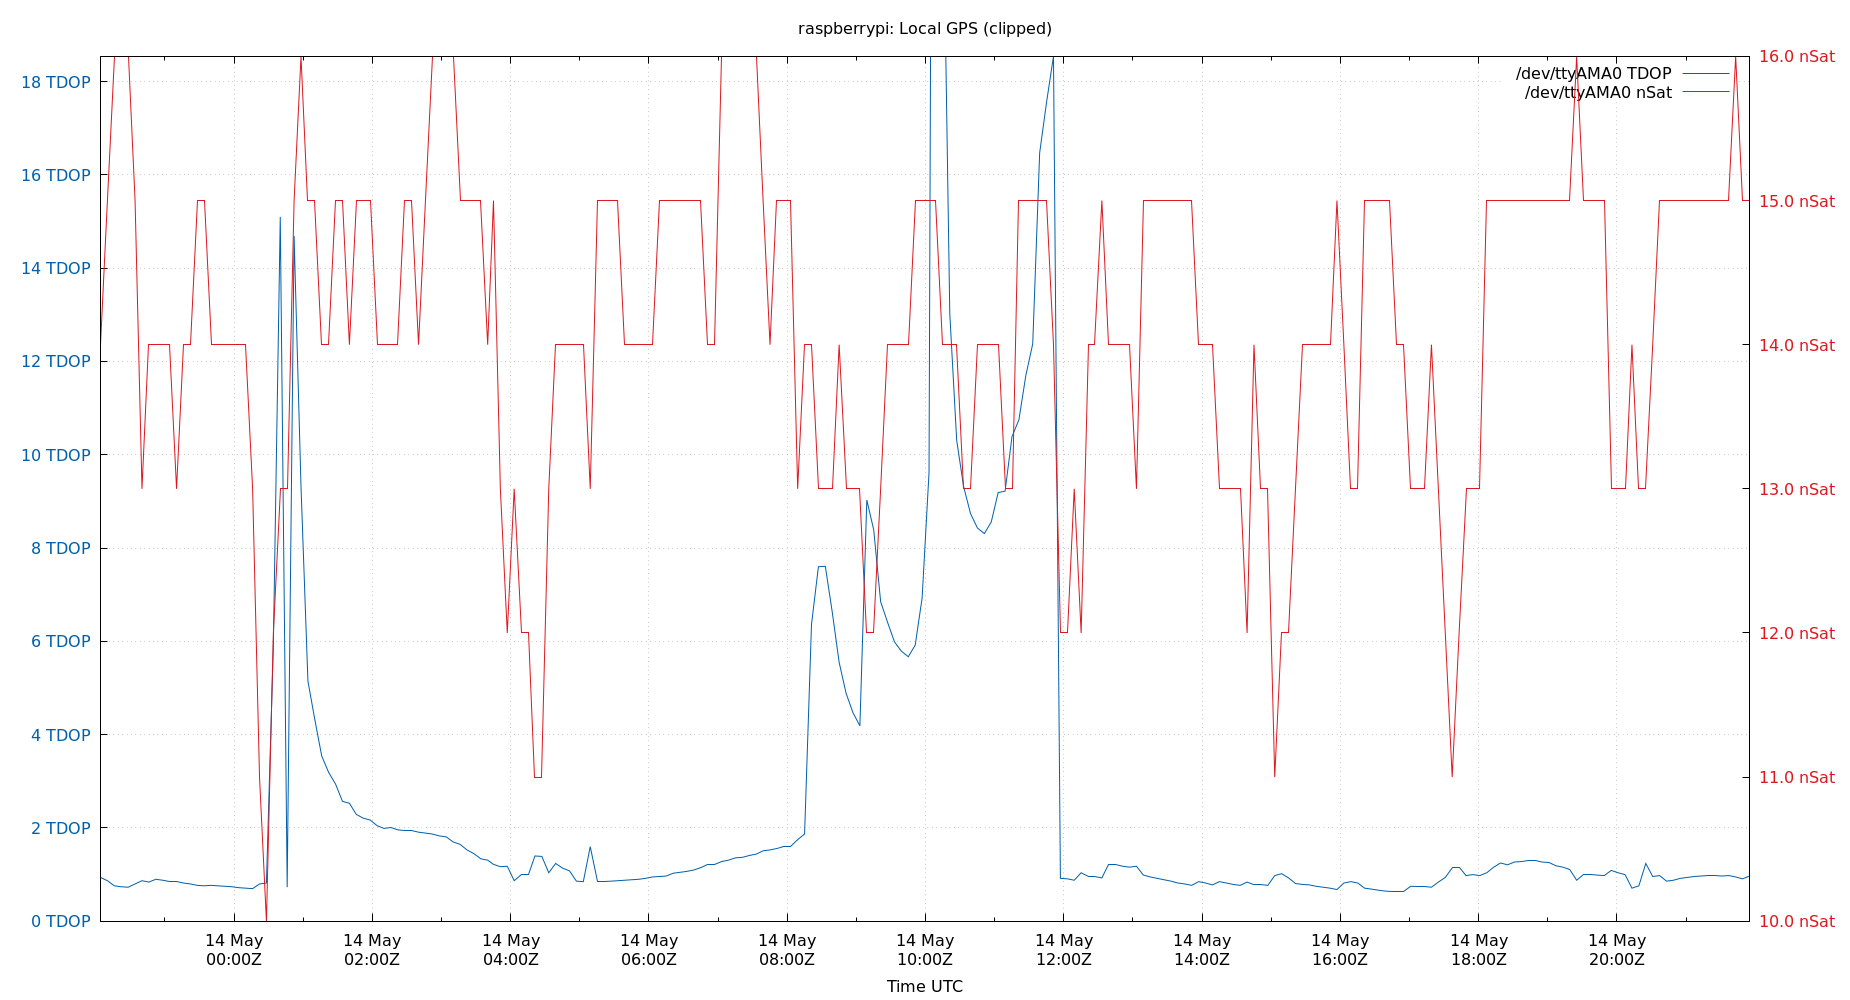 raspberrypi: Local GPS (clipped)
/dev/ttyAMA0 TDOP
/dev/ttyAMA0 nSat
18 TDOP
16 TDOP
14 TDOP
12 TDOP
10 TDOP
8 TDOP
6 TDOP
4 TDOP
2 TDOP
0 TDOP
16.0 nSat
15.0 nSat
14.0 nSat
13.0 nSat
12.0 nSat
11.0 nSat
10.0 nSat
14 May 14 May 14 May 14 May 14 May 14 May 14 May 14 May 14 May 14 May 14 May
00:00Z 02:00Z 04:00Z 06:00Z 08:00Z 10:00Z 12:00Z 14:00Z 16:00Z 18:00Z 20:00Z
Time UTC